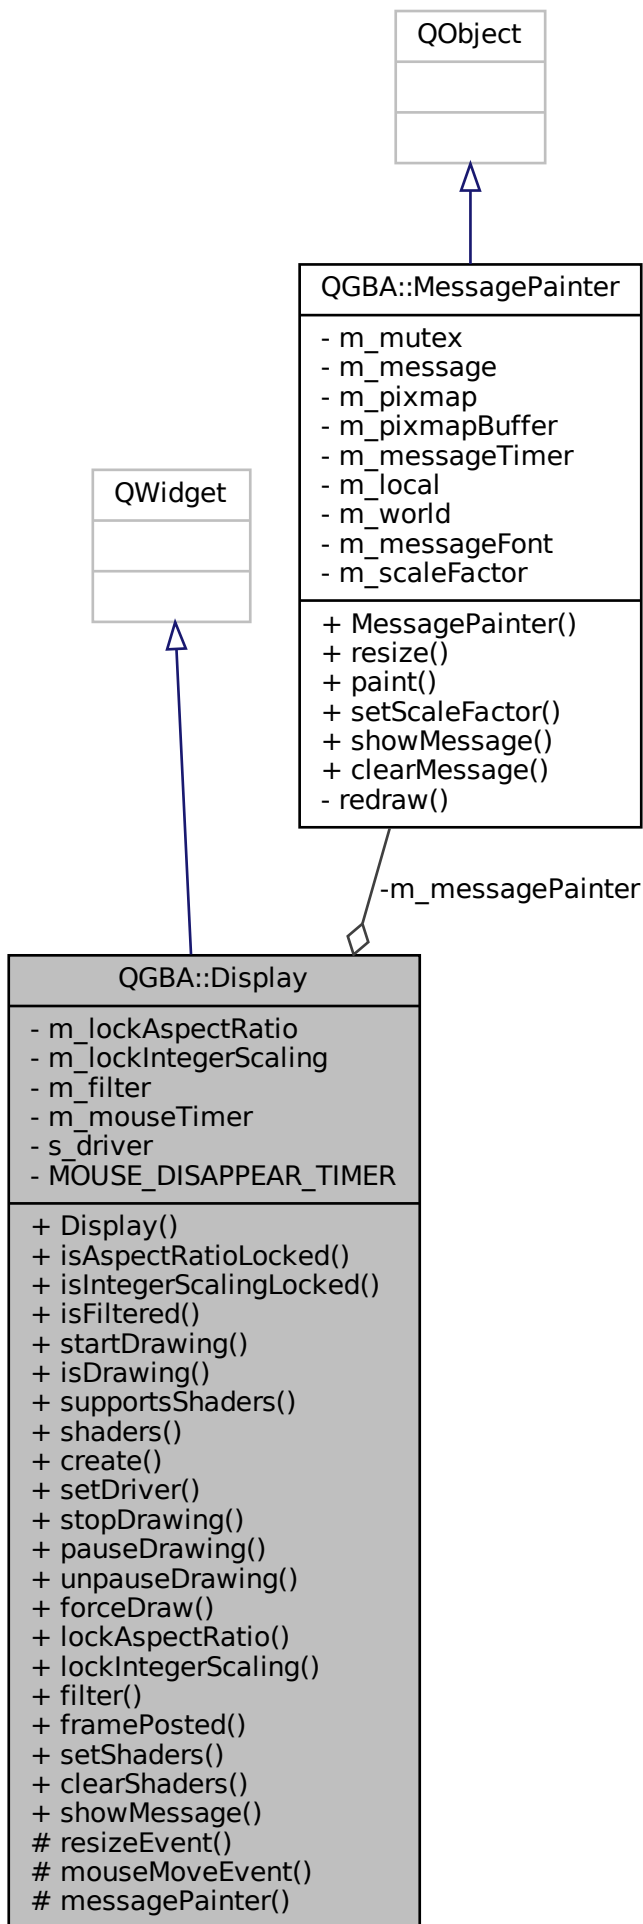 QObject
QGBA::MessagePainter
- m_mutex
- m_message
- m_pixmap
- m_pixmapBuffer
- m_messageTimer
- m_local
- m_world
- m_messageFont
- m_scaleFactor
+ MessagePainter()
+ resize()
+ paint()
+ setScaleFactor()
+ showMessage()
+ clearMessage()
- redraw()
QWidget
-m_messagePainter
QGBA::Display
- m_lockAspectRatio
- m_lockIntegerScaling
- m_filter
- m_mouseTimer
- s_driver
- MOUSE_DISAPPEAR_TIMER
+ Display()
+ isAspectRatioLocked()
+ isIntegerScalingLocked()
+ isFiltered()
+ startDrawing()
+ isDrawing()
+ supportsShaders()
+ shaders()
+ create()
+ setDriver()
+ stopDrawing()
+ pauseDrawing()
+ unpauseDrawing()
+ forceDraw()
+ lockAspectRatio()
+ lockIntegerScaling()
+ filter()
+ framePosted()
+ setShaders()
+ clearShaders()
+ showMessage()
# resizeEvent()
# mouseMoveEvent()
# messagePainter()